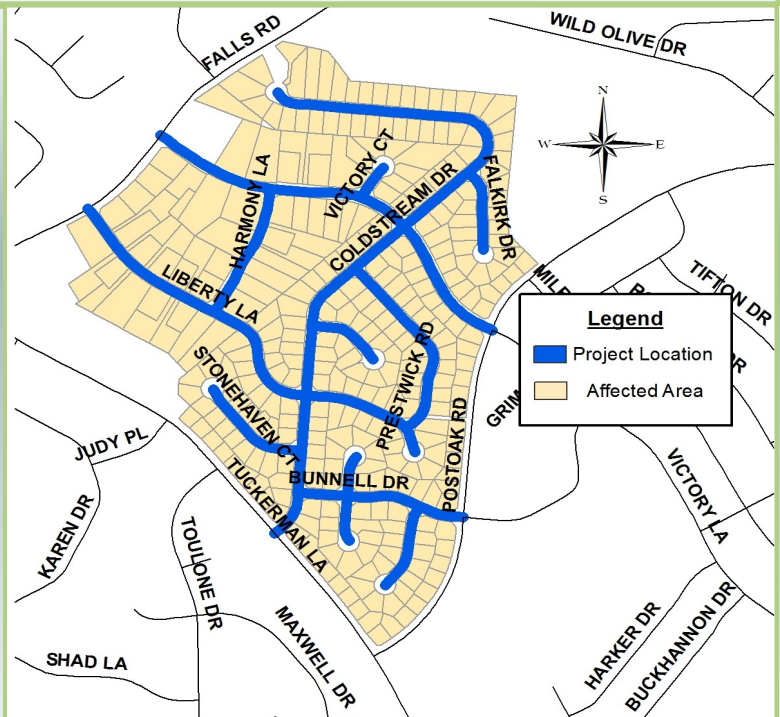 FALLS RD
WILD OLIVE DR
N
W
E
S
VICTORY CT
HARMONY LA
COLDSTREAM DR
FALKIRK DR
LIBERTY LA
TIFTON DR
Legend
Project Location
Affected Area
DR
STONEHAVEN CT
PRESTWICK RD
POSTOAK RD
JUDY PL
BUNNELL DR
TUCKERMAN LA
VICTORY LA
KAREN DR
TOULONE DR
MAXWELL DR
SHAD LA
HARKER DR
BUCKHANNON DR